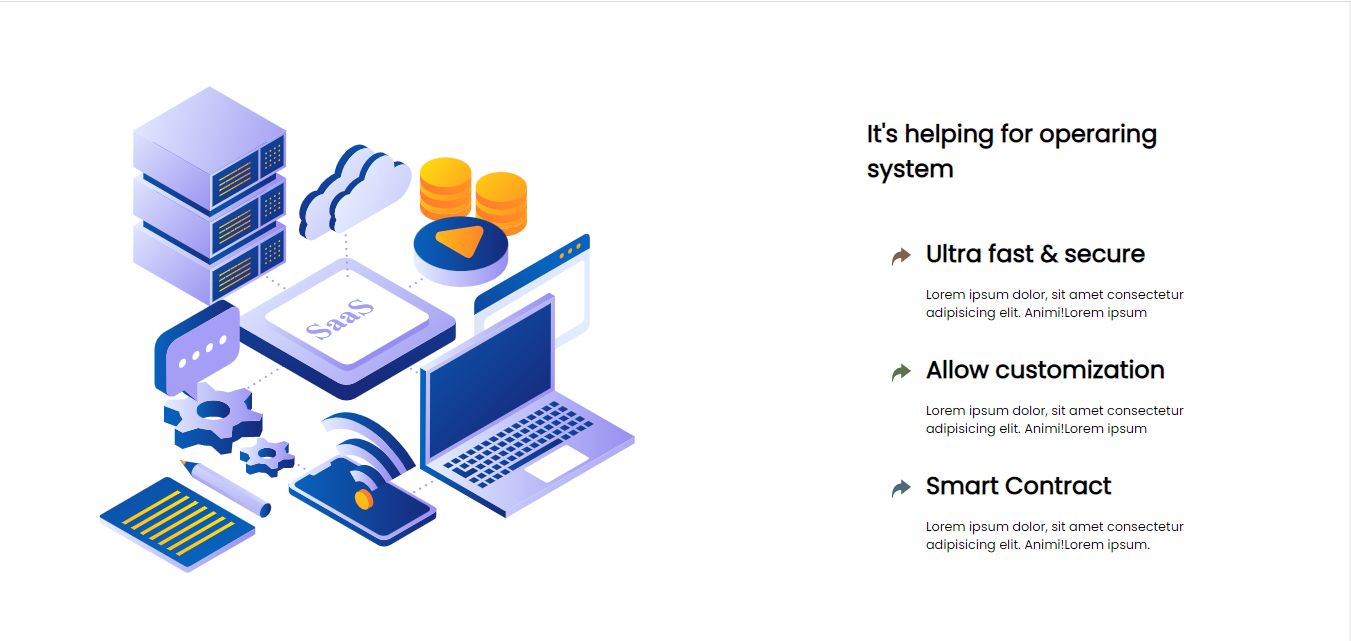 SaaS
It's helping for operaring
system
Ultra fast & secure
Lorem ipsum dolor, sit amet consectetur
adipisicing elit. Animi!Lorem ipsum
Allow customization
Lorem ipsum dolor, sit amet consectetur
adipisicing elit. Animi!Lorem ipsum
Smart Contract
Lorem ipsum dolor, sit amet consectetur
adipisicing elit. Animi!Lorem ipsum.